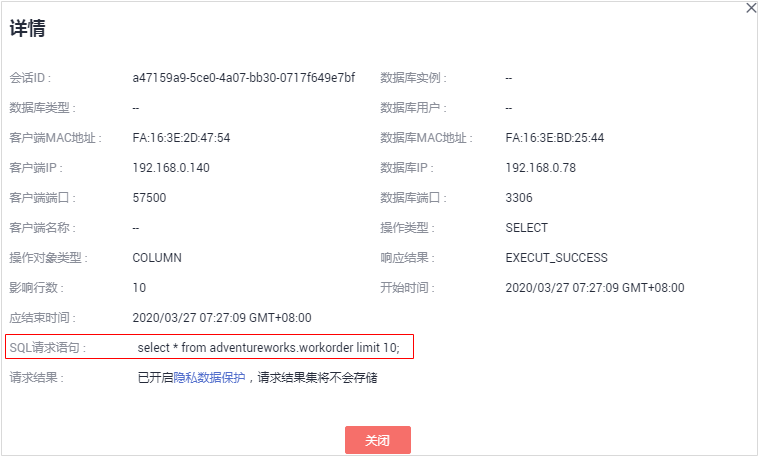 详情
会话ID : a47159a9-5ce0-4a07-bb30-0717f649e7bf 数据库实例 : --
数据库类型 : -- 数据库用户 : --
客户端MAC地址 : FA:16:3E:2D:47:54 数据库MAC地址 : FA:16:3E:BD:25:44
客户端IP : 192.168.0.140 数据库IP : 192.168.0.78
客户端端口 : 57500 数据库端口 : 3306
客户端名称 : -- 操作类型 : SELECT
操作对象类型 : COLUMN 响应结果 : EXECUT_SUCCESS
影响行数 : 10 开始时间 : 2020/03/27 07:27:09 GMT+08:00
应结束时间 : 2020/03/27 07:27:09 GMT+08:00
SQL请求语句 : select * from adventureworks.workorder limit 10;
请求结果 : 已开启隐私数据保护，请求结果集将不会存储
关闭